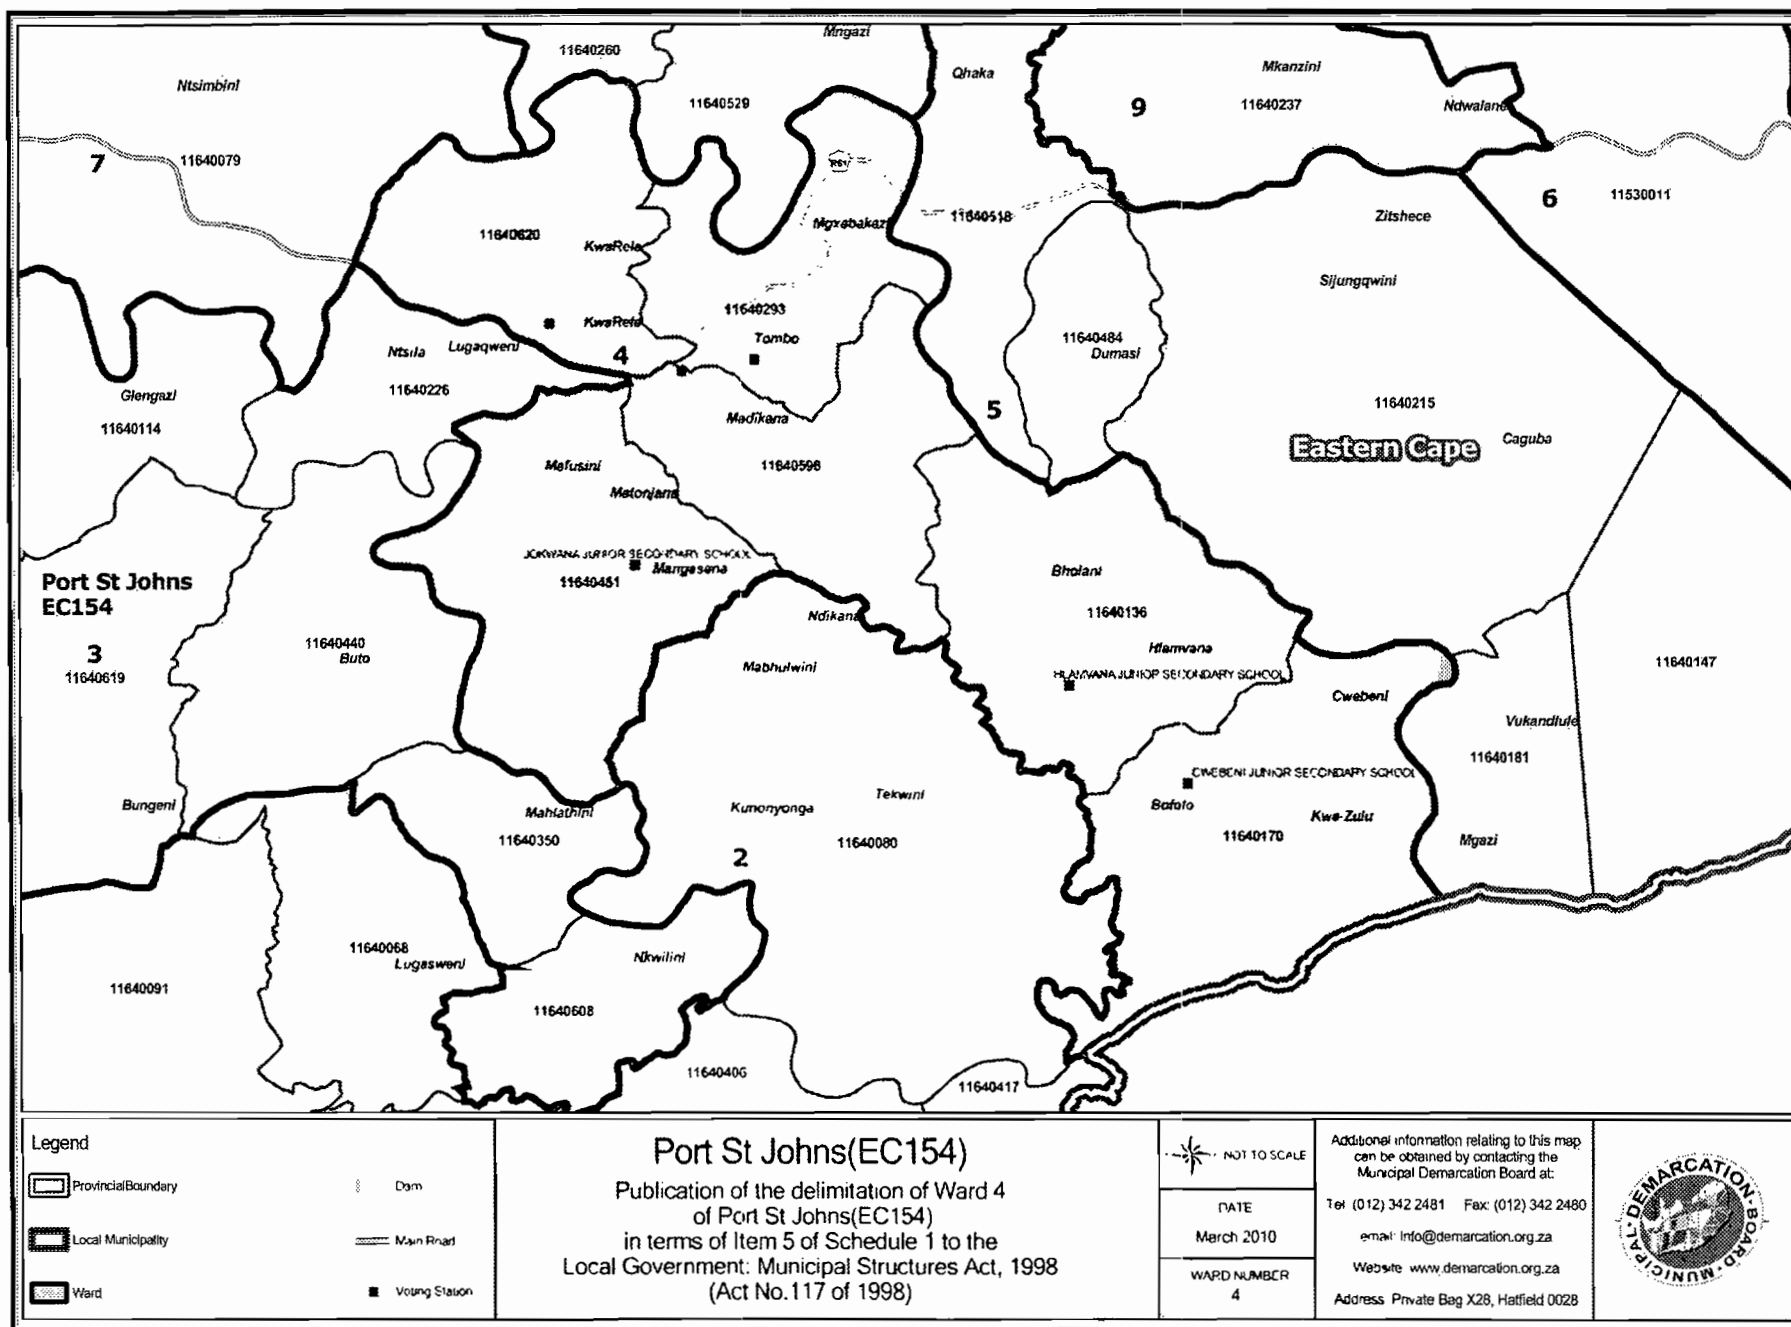 Mngazi
11640260
Qhaka
Mkanzini
Ntsimbini
11640529
9
11640237
Ndwalane
7
11640079
R61
6
11530011
11640518
Zitshece
Mgxabakazi
11640620
KwaRela
Sijungqwini
11640293
KwaRela
Tombo
11640484
Dumasi
Ntsila
Lugaqweni
4
11640226
Glengazi
11640114
5
11640215
Madikana
Eastern Cape
Caguba
Mafusini
11640596
Matonjana
JOKWANA JUNIOR SECONDARY SCHOOL
Mangasena
11640451
Port St Johns
EC154
Bholani
11640136
Ndikana
11640440
Buto
3
11640619
Mabhulwini
Hlamvana
HLAMVANA JUNIOR SECONDARY SCHOOL
11640147
Cwebeni
Vukandlule
11640181
CWEBENI JUNIOR SECONDARY SCHOOL
Bungeni
Mahlathini
11640350
Kunonyonga
Tekwini
Bofolo
Kwa-Zulu
11640170
Mgazi
11640080
2
11640068
Lugasweni
Nkwilini
11640091
11640608
11640406
11640417
Legend
Provincial Boundary
Dam
Local Municipality
Main Road
Ward
Voting Station
Port St Johns(EC154)
Publication of the delimitation of Ward 4
of Port St Johns(EC154)
in terms of Item 5 of Schedule 1 to the
Local Government: Municipal Structures Act, 1998
(Act No.117 of 1998)
NOT TO SCALE
DATE
March 2010
WARD NUMBER
4
Additional information relating to this map
can be obtained by contacting the
Municipal Demarcation Board at:
Tel (012) 342 2481 Fax: (012) 342 2480
email: info@demarcation.org.za
Website www.demarcation.org.za
Address Private Bag X28, Hatfield 0028
MUNICIPAL DEMARCATION BOARD